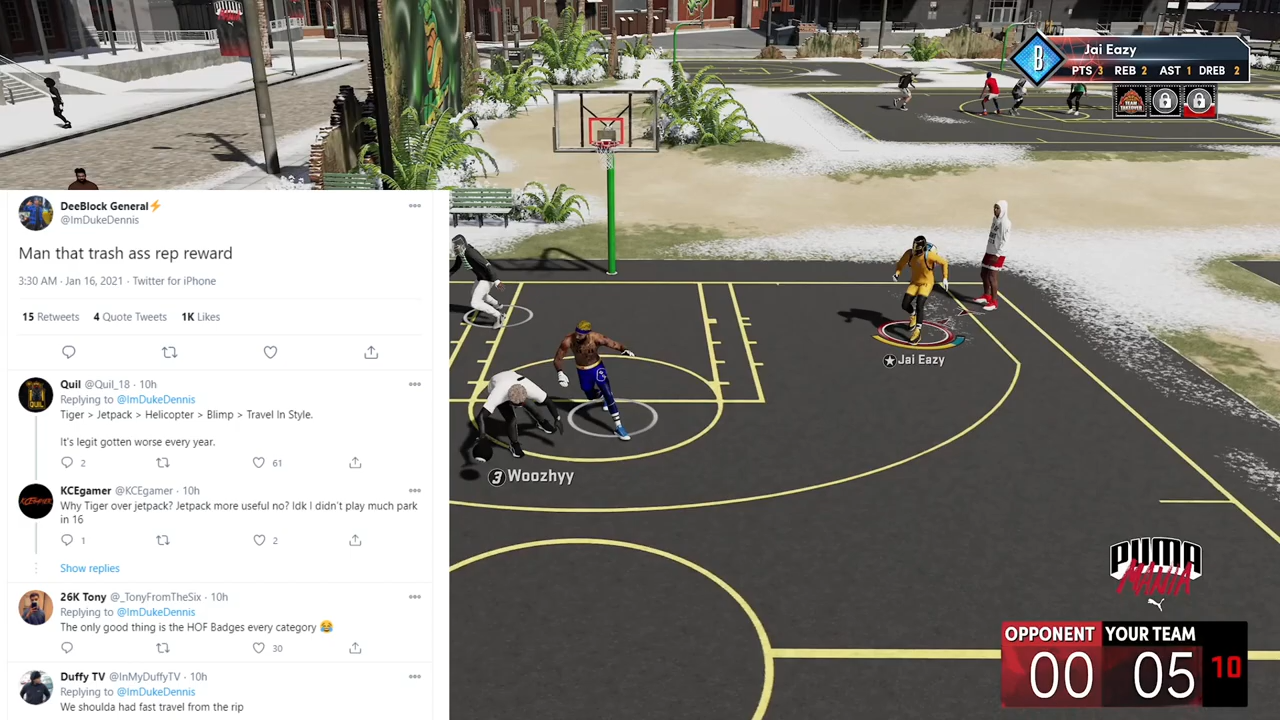 Jai Eazy
B
PTS 3 REB 2 AST 1 DREB 2
TEAM TAKEOVER
DeeBlock General⚡
@ImDukeDennis
Man that trash ass rep reward
3:30 AM · Jan 16, 2021 · Twitter for iPhone
15 Retweets 4 Quote Tweets 1K Likes
Quil @Quil_18 · 10h
Replying to @ImDukeDennis
Tiger > Jetpack > Helicopter > Blimp > Travel In Style.
It's legit gotten worse every year.
2 61
KCEgamer @KCEgamer · 10h
Why Tiger over jetpack? Jetpack more useful no? Idk I didn't play much park
in 16
1 2
Show replies
26K Tony @_TonyFromTheSix · 10h
Replying to @ImDukeDennis
The only good thing is the HOF Badges every category 😂
30
Duffy TV @InMyDuffyTV · 10h
Replying to @ImDukeDennis
We shoulda had fast travel from the rip
Jai Eazy
3 Woozhyy
PUMA
MANIA
OPPONENT YOUR TEAM
00 05 10